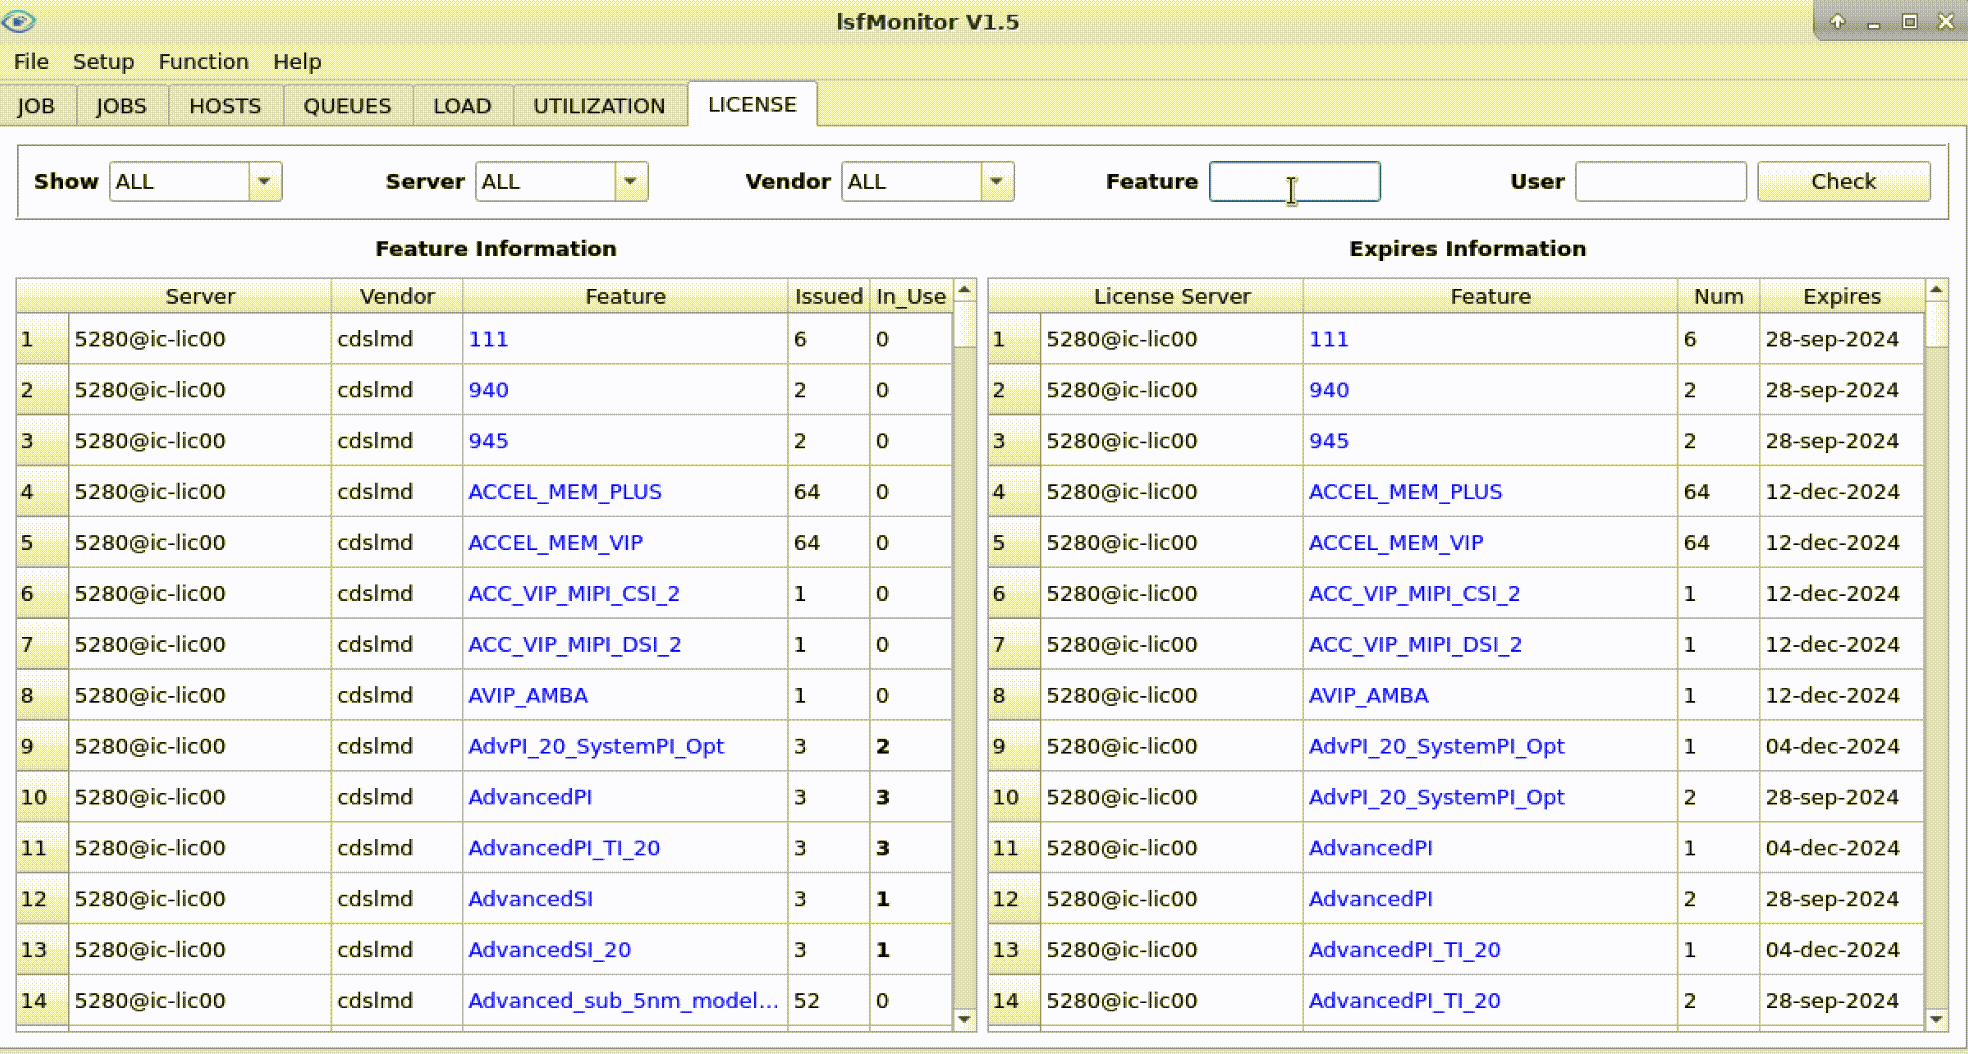 lsfMonitor V1.5
File Setup Function Help
JOB JOBS HOSTS QUEUES LOAD UTILIZATION LICENSE
Show ALL Server ALL Vendor ALL Feature User Check
Feature Information Expires Information
Server Vendor Feature Issued In_Use License Server Feature Num Expires
1 5280@ic-lic00 cdslmd 111 6 0 1 5280@ic-lic00 111 6 28-sep-2024
2 5280@ic-lic00 cdslmd 940 2 0 2 5280@ic-lic00 940 2 28-sep-2024
3 5280@ic-lic00 cdslmd 945 2 0 3 5280@ic-lic00 945 2 28-sep-2024
4 5280@ic-lic00 cdslmd ACCEL_MEM_PLUS 64 0 4 5280@ic-lic00 ACCEL_MEM_PLUS 64 12-dec-2024
5 5280@ic-lic00 cdslmd ACCEL_MEM_VIP 64 0 5 5280@ic-lic00 ACCEL_MEM_VIP 64 12-dec-2024
6 5280@ic-lic00 cdslmd ACC_VIP_MIPI_CSI_2 1 0 6 5280@ic-lic00 ACC_VIP_MIPI_CSI_2 1 12-dec-2024
7 5280@ic-lic00 cdslmd ACC_VIP_MIPI_DSI_2 1 0 7 5280@ic-lic00 ACC_VIP_MIPI_DSI_2 1 12-dec-2024
8 5280@ic-lic00 cdslmd AVIP_AMBA 1 0 8 5280@ic-lic00 AVIP_AMBA 1 12-dec-2024
9 5280@ic-lic00 cdslmd AdvPI_20_SystemPI_Opt 3 2 9 5280@ic-lic00 AdvPI_20_SystemPI_Opt 1 04-dec-2024
10 5280@ic-lic00 cdslmd AdvancedPI 3 3 10 5280@ic-lic00 AdvPI_20_SystemPI_Opt 2 28-sep-2024
11 5280@ic-lic00 cdslmd AdvancedPI_TI_20 3 3 11 5280@ic-lic00 AdvancedPI 1 04-dec-2024
12 5280@ic-lic00 cdslmd AdvancedSI 3 1 12 5280@ic-lic00 AdvancedPI 2 28-sep-2024
13 5280@ic-lic00 cdslmd AdvancedSI_20 3 1 13 5280@ic-lic00 AdvancedPI_TI_20 1 04-dec-2024
14 5280@ic-lic00 cdslmd Advanced_sub_5nm_model... 52 0 14 5280@ic-lic00 AdvancedPI_TI_20 2 28-sep-2024